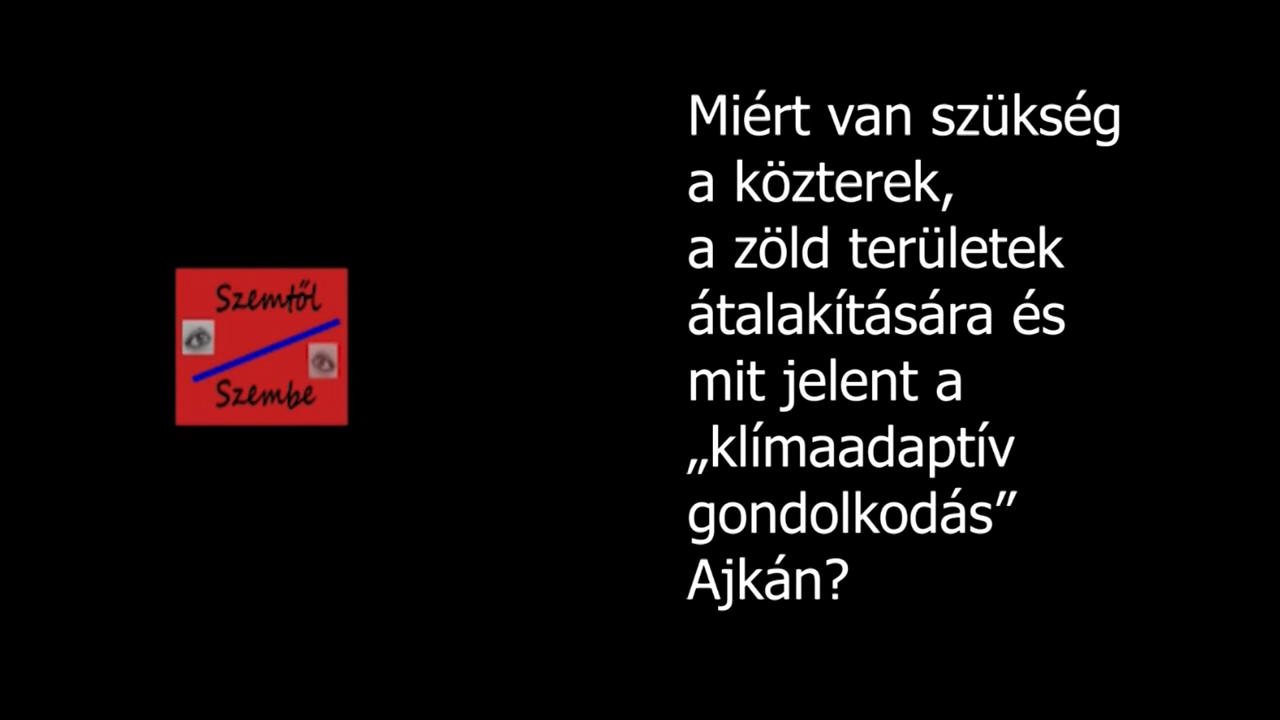 Szemtől
Szembe
Miért van szükség
a közterek,
a zöld területek
átalakítására és
mit jelent a
„klímaadaptív
gondolkodás”
Ajkán?